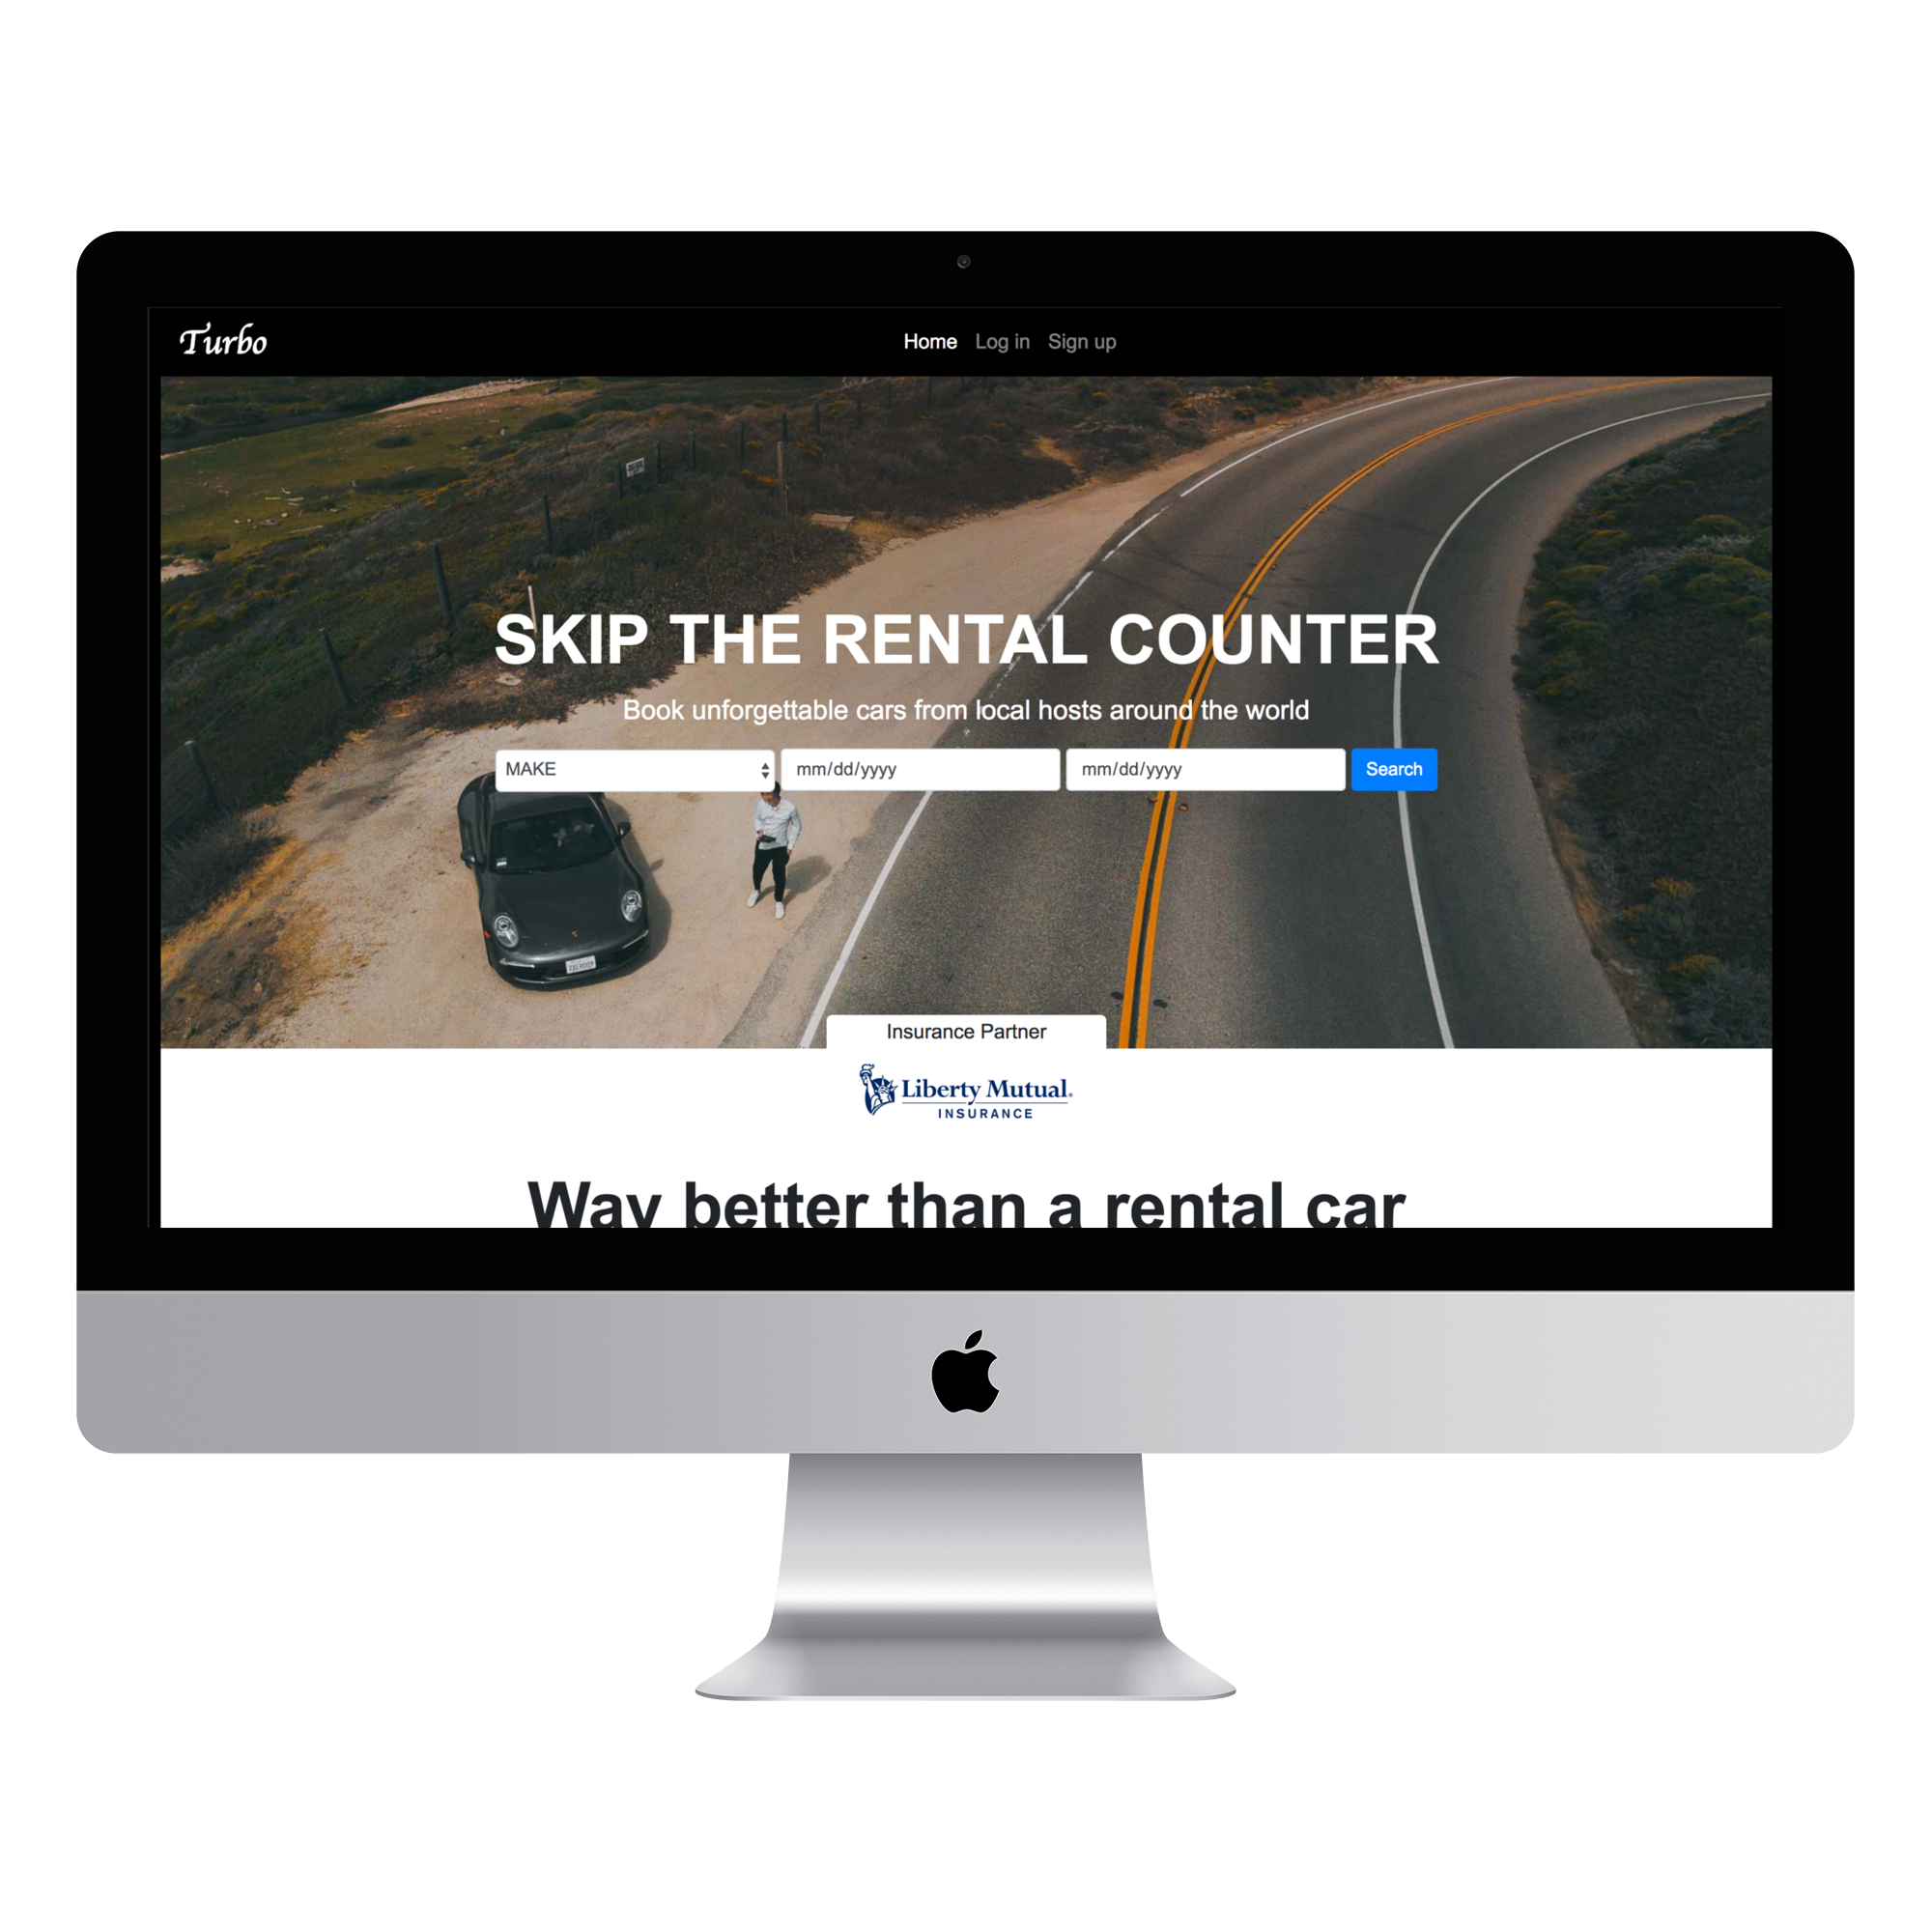 Turbo
Home Log in Sign up
SKIP THE RENTAL COUNTER
Book unforgettable cars from local hosts around the world
MAKE mm/dd/yyyy mm/dd/yyyy Search
Insurance Partner
Liberty Mutual®
INSURANCE
Way better than a rental car